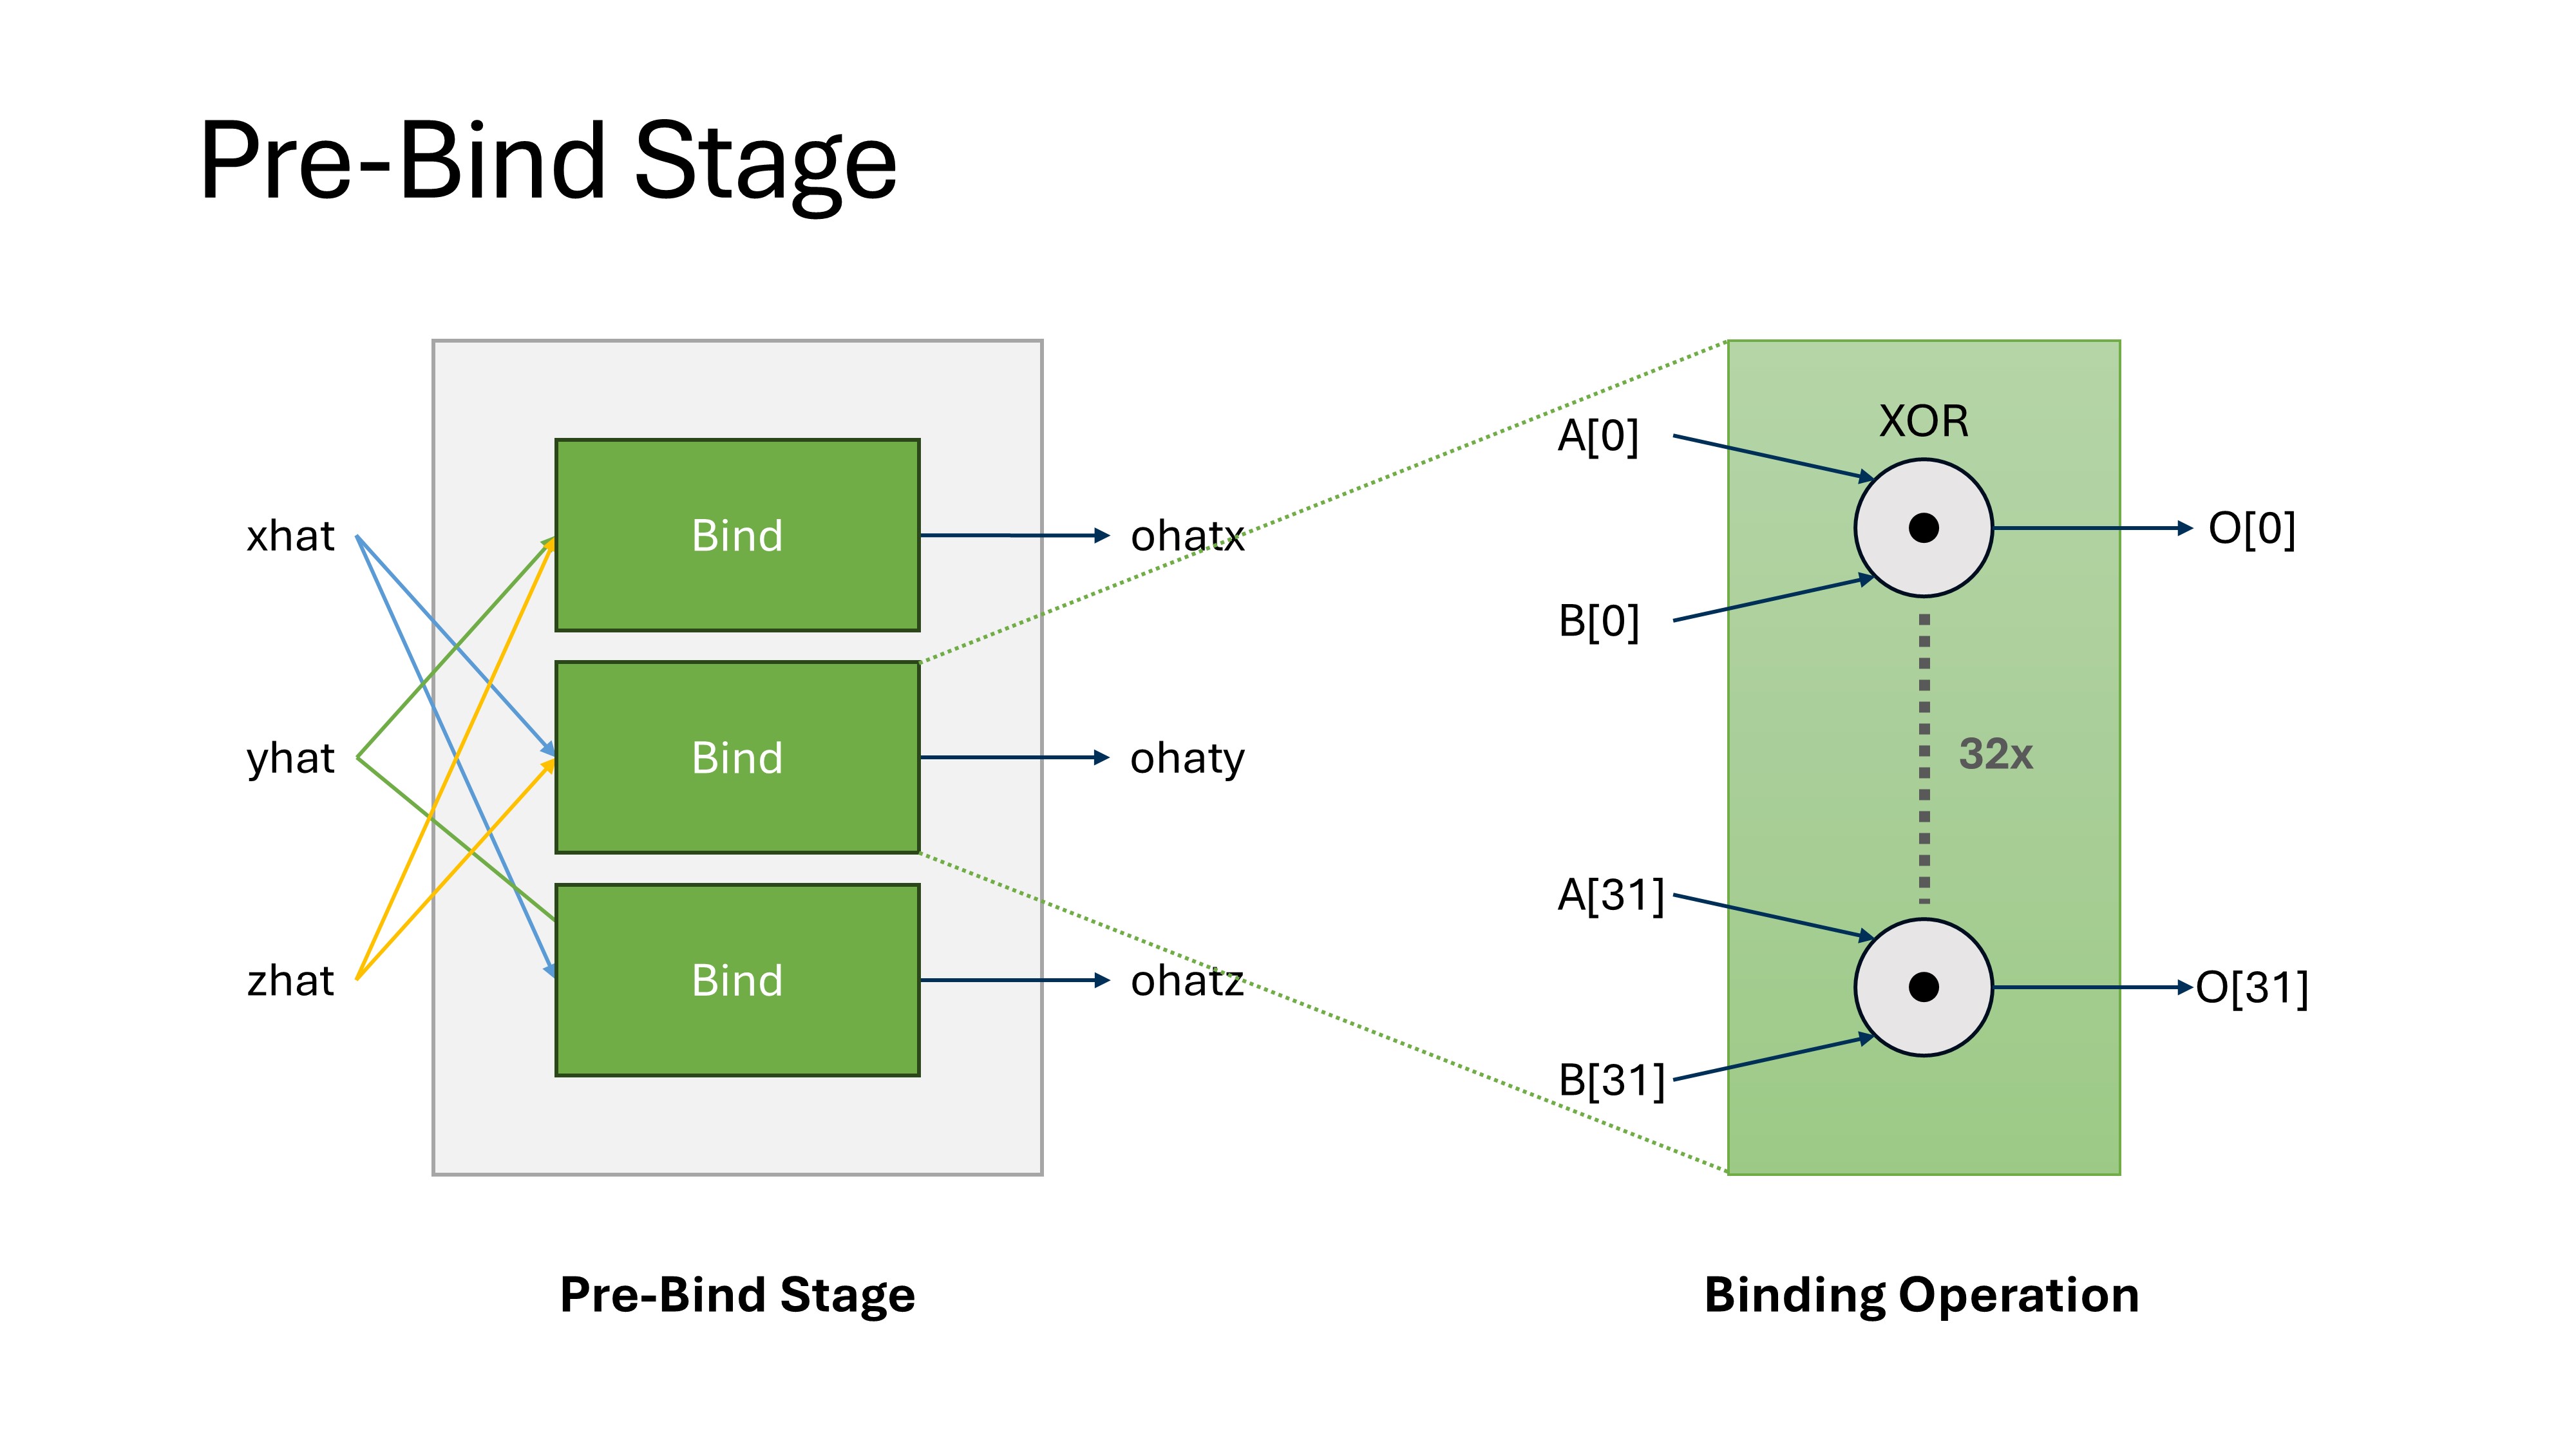 Pre-Bind Stage
xhat
yhat
zhat
Bind
Bind
Bind
ohatx
ohaty
ohatz
Pre-Bind Stage
XOR
A[0]
B[0]
O[0]
32x
A[31]
B[31]
O[31]
Binding Operation